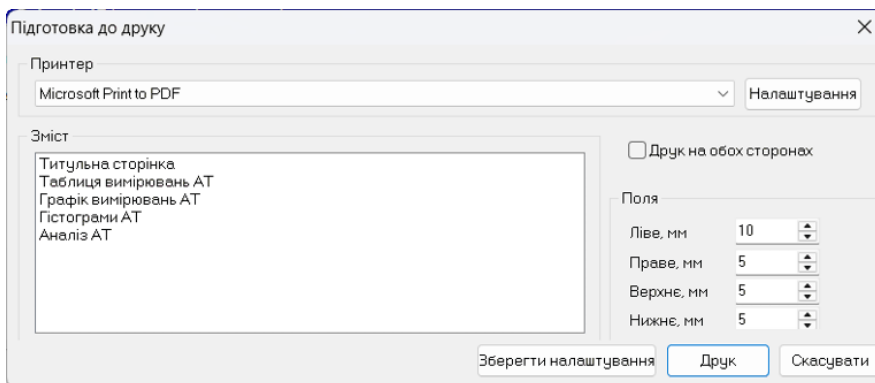 Підготовка до друку
Принтер
Microsoft Print to PDF
Налаштування
Зміст
Титульна сторінка
Таблиця вимірювань АТ
Графік вимірювань АТ
Гістограми АТ
Аналіз АТ
Друк на обох сторонах
Поля
Ліве, мм 10
Праве, мм 5
Верхнє, мм 5
Нижнє, мм 5
Зберегти налаштування Друк Скасувати